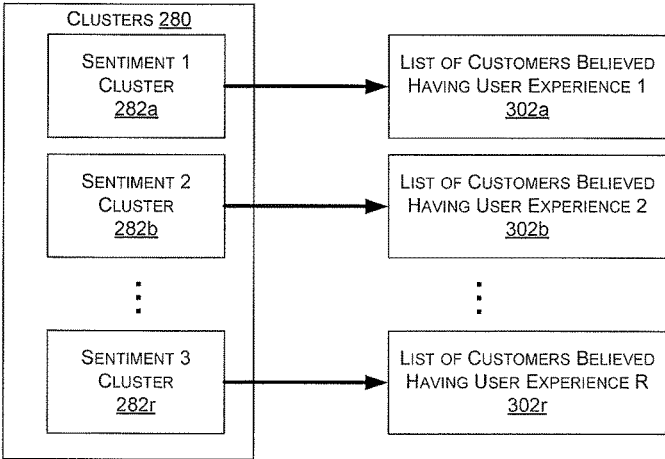 CLUSTERS 280
SENTIMENT 1
CLUSTER
282a
LIST OF CUSTOMERS BELIEVED
HAVING USER EXPERIENCE 1
302a
SENTIMENT 2
CLUSTER
282b
LIST OF CUSTOMERS BELIEVED
HAVING USER EXPERIENCE 2
302b
SENTIMENT 3
CLUSTER
282r
LIST OF CUSTOMERS BELIEVED
HAVING USER EXPERIENCE R
302r